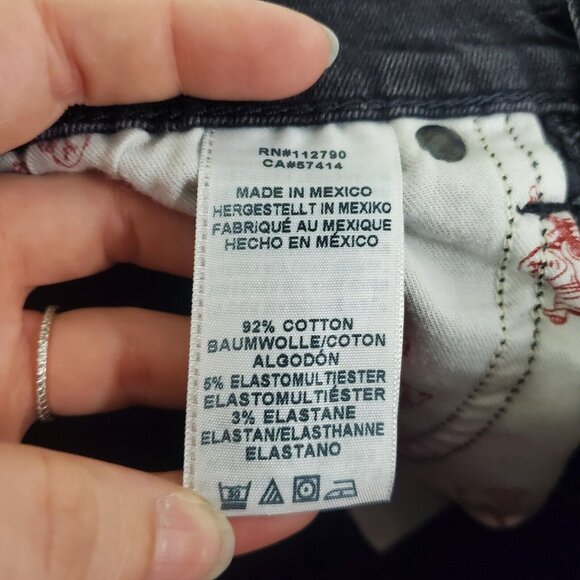 RN#112790
CA#57414
MADE IN MEXICO
HERGESTELLT IN MEXIKO
FABRIQUÉ AU MEXIQUE
HECHO EN MÉXICO
92% COTTON
BAUMWOLLE/COTON
ALGODÓN
5% ELASTOMULTIESTER
ELASTOMULTIÉSTER
3% ELASTANE
ELASTAN/ELASTHANNE
ELASTANO
30